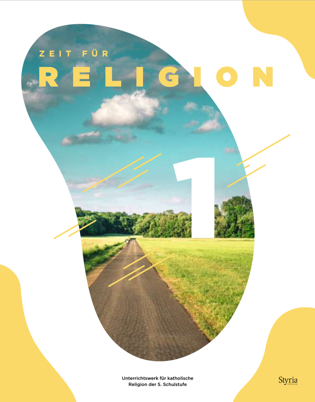 ZEIT FÜR
RELIGION
1
Unterrichtswerk für katholische
Religion der 5. Schulstufe
Styria